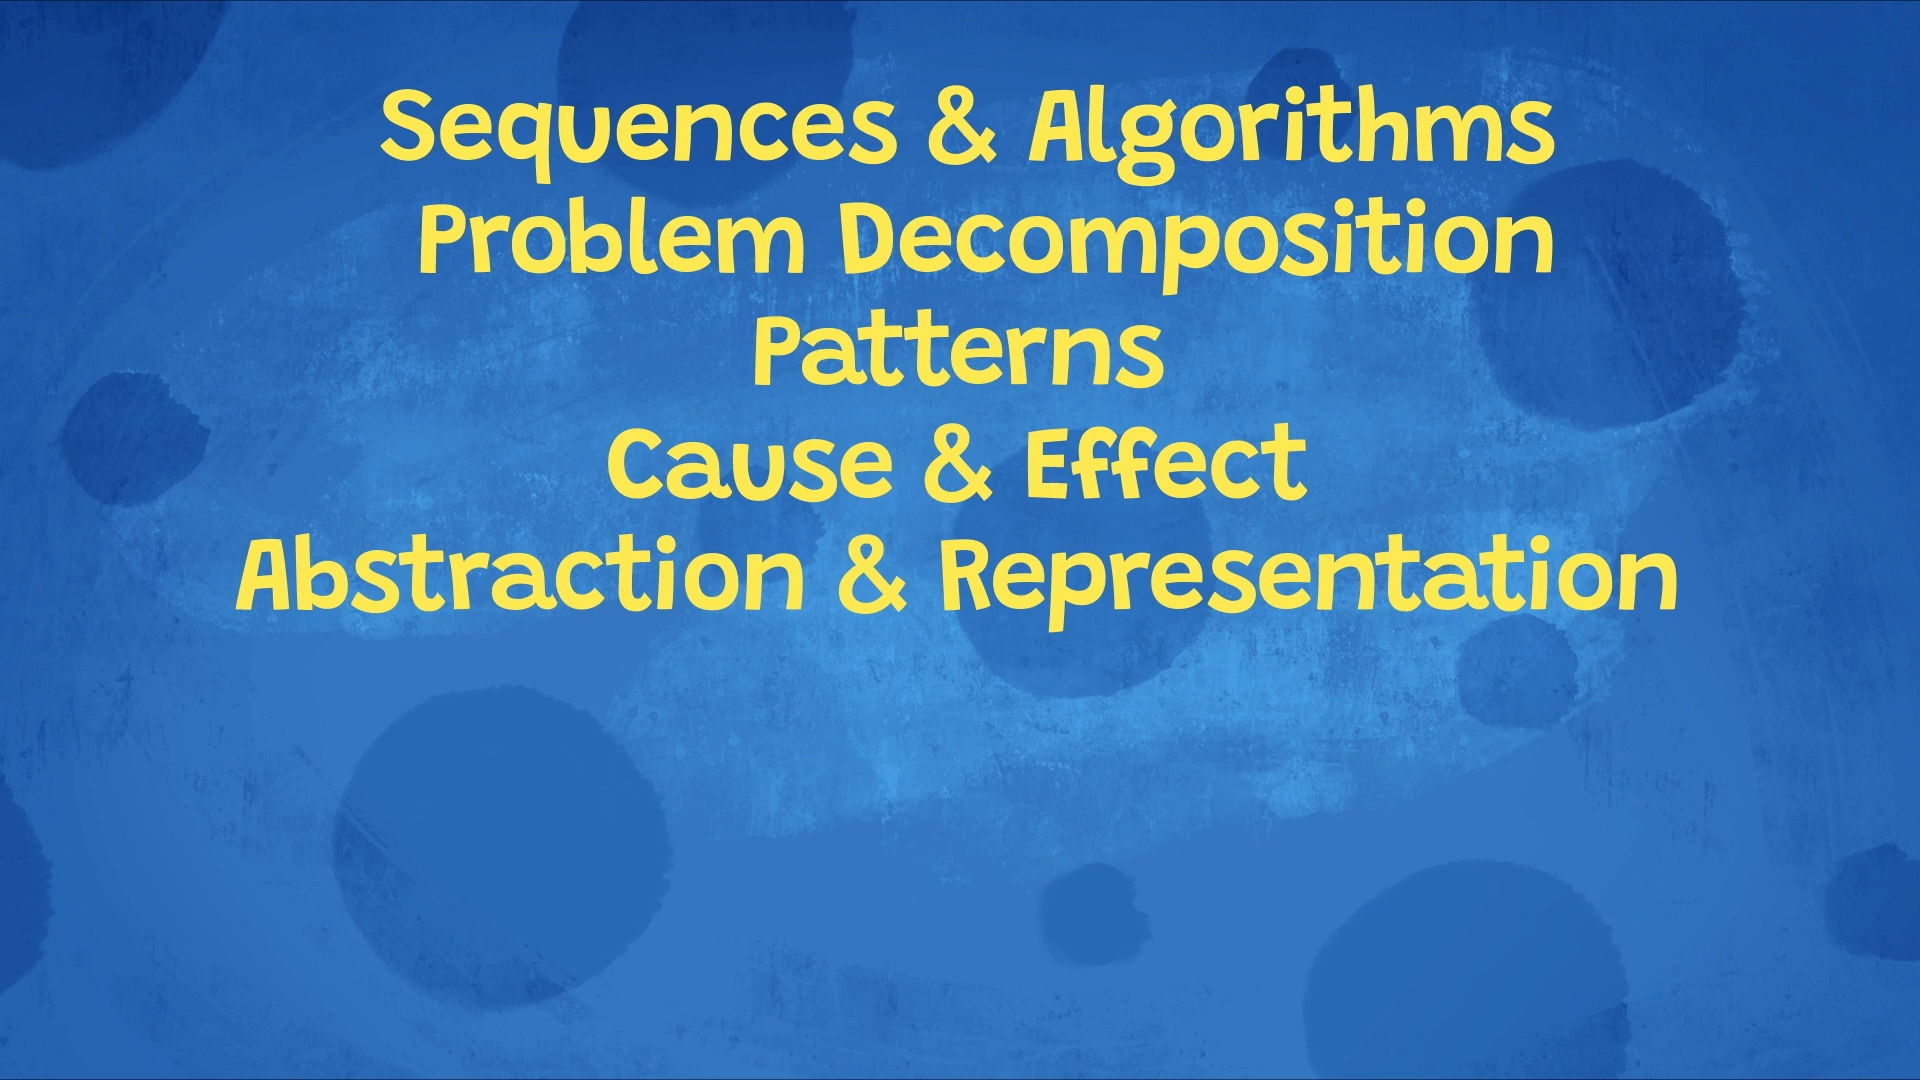 Sequences & Algorithms
Problem Decomposition
Patterns
Cause & Effect
Abstraction & Representation